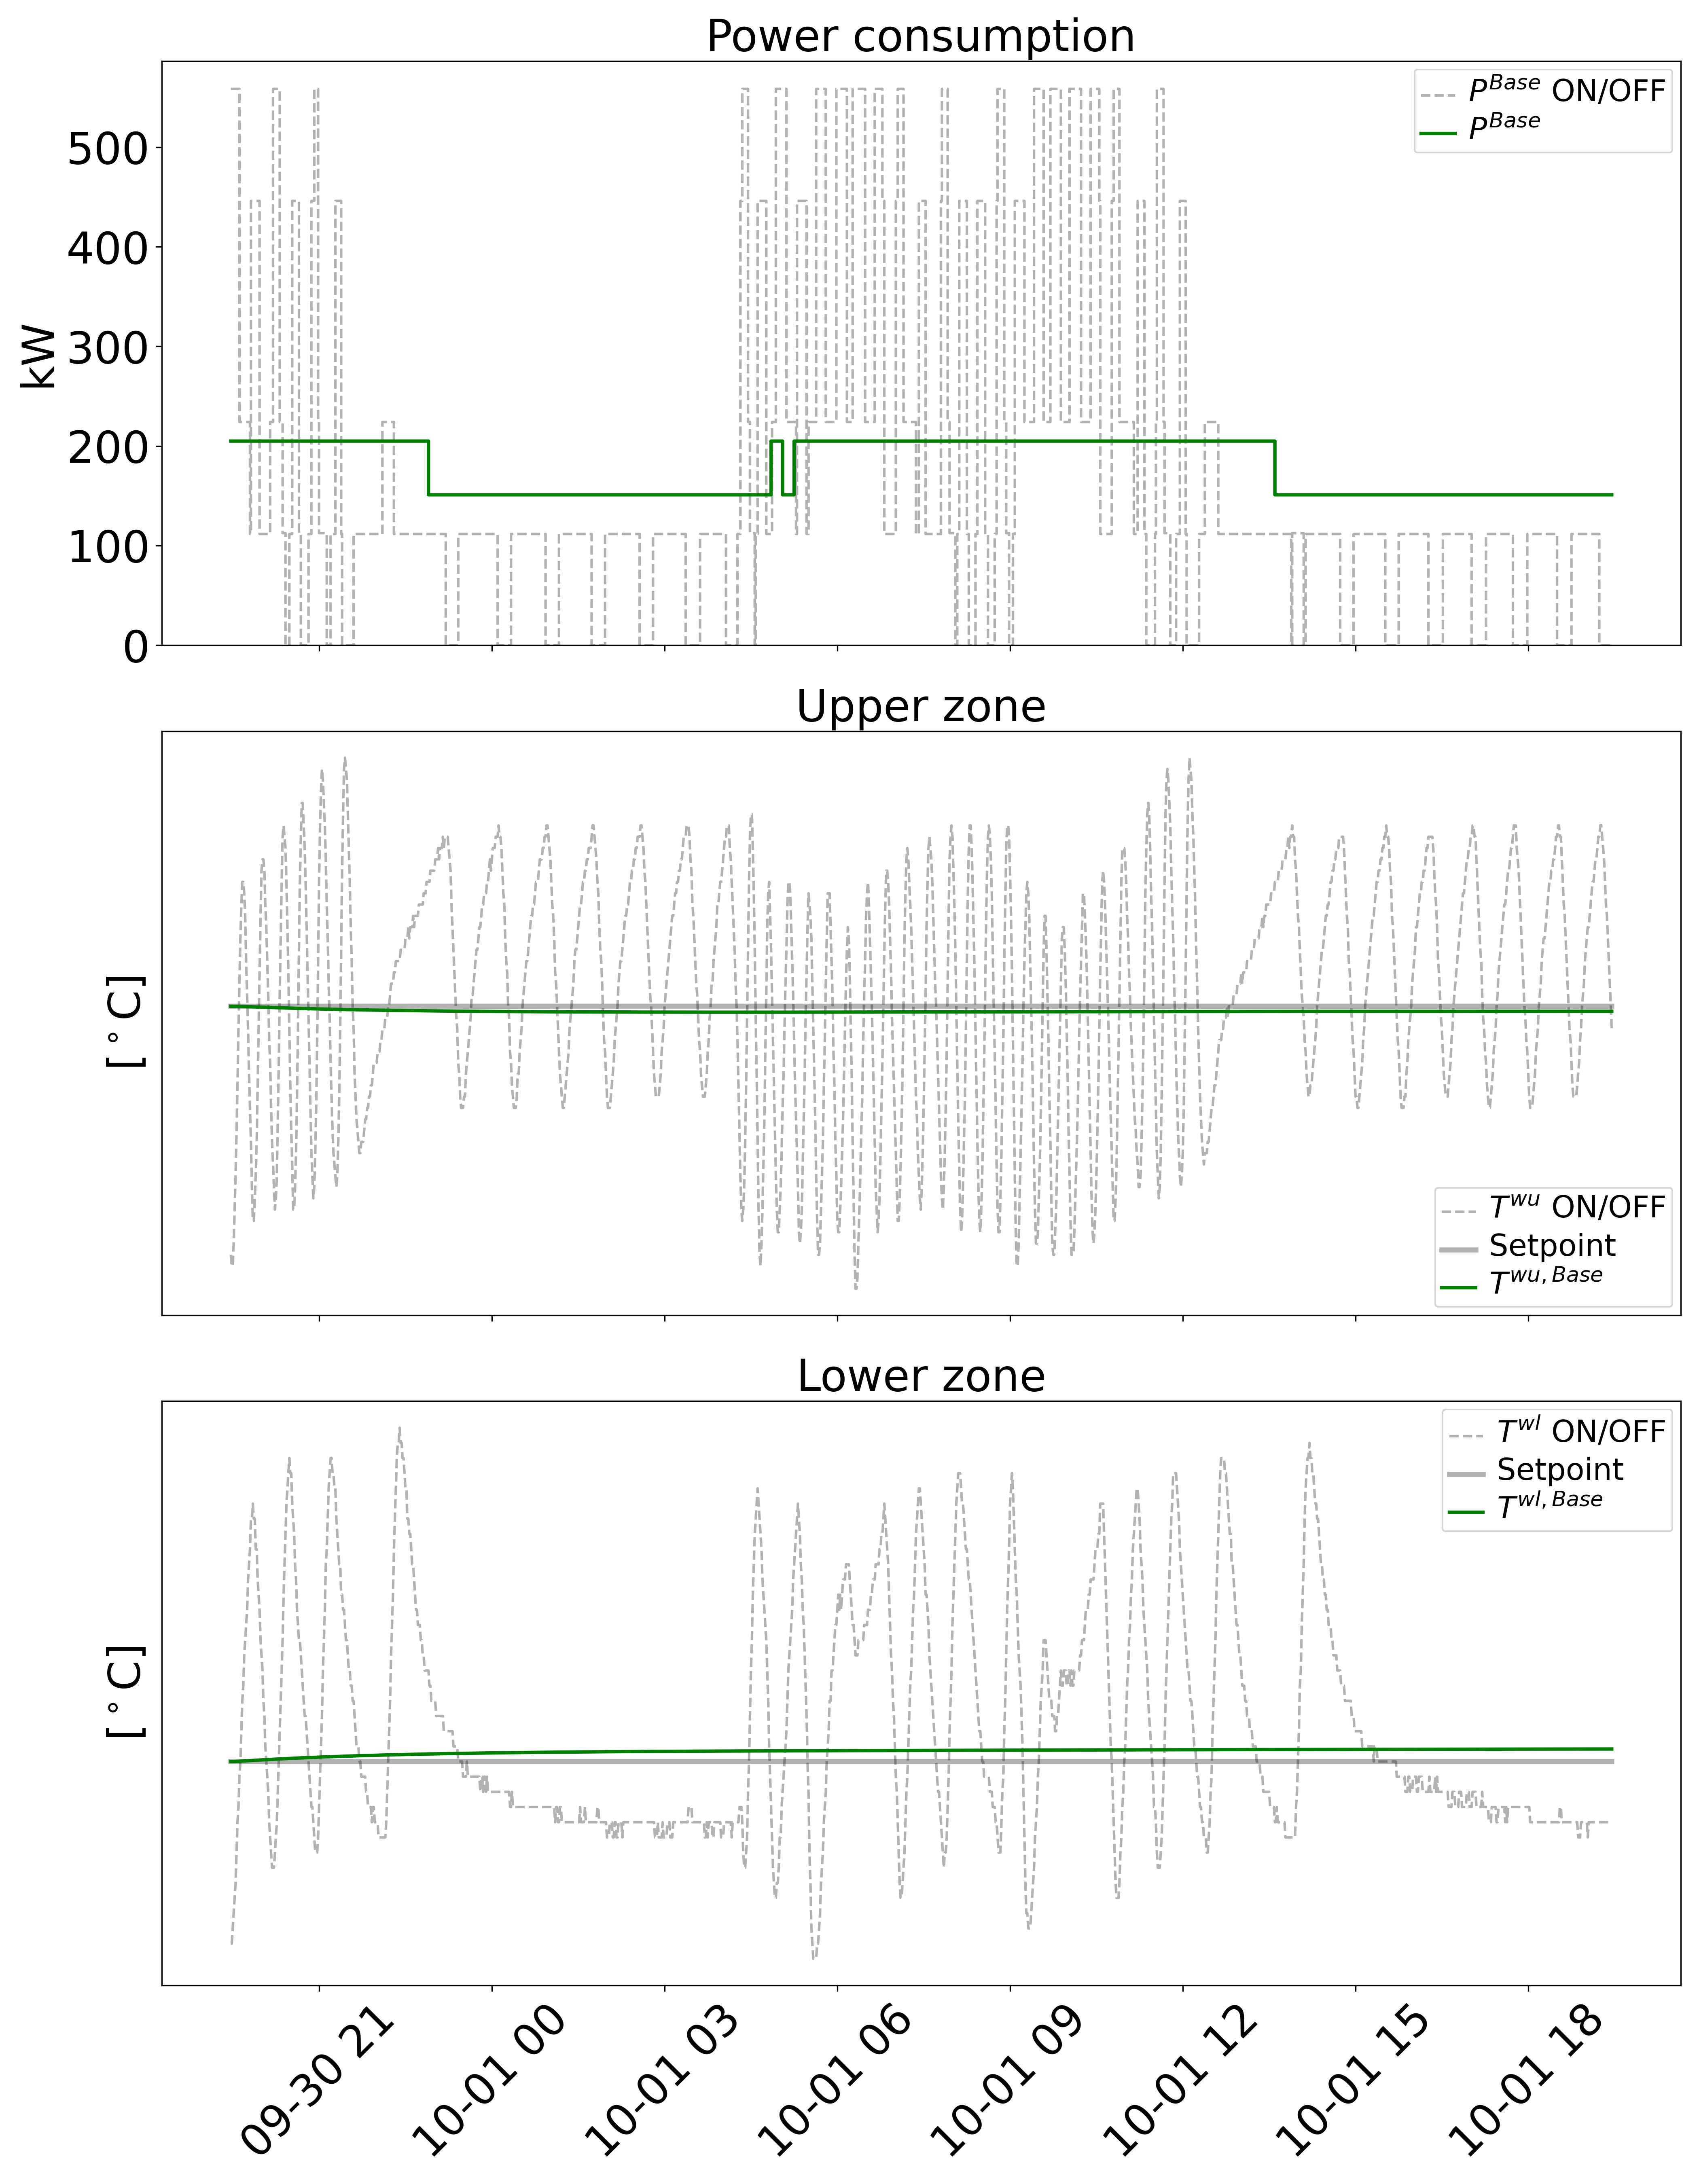 Power consumption
P^Base ON/OFF
P^Base
500
400
300
200
100
0
kW
Upper zone
[°C]
T^wu ON/OFF
Setpoint
T^wu,Base
Lower zone
[°C]
T^wl ON/OFF
Setpoint
T^wl,Base
09-30 21
10-01 00
10-01 03
10-01 06
10-01 09
10-01 12
10-01 15
10-01 18